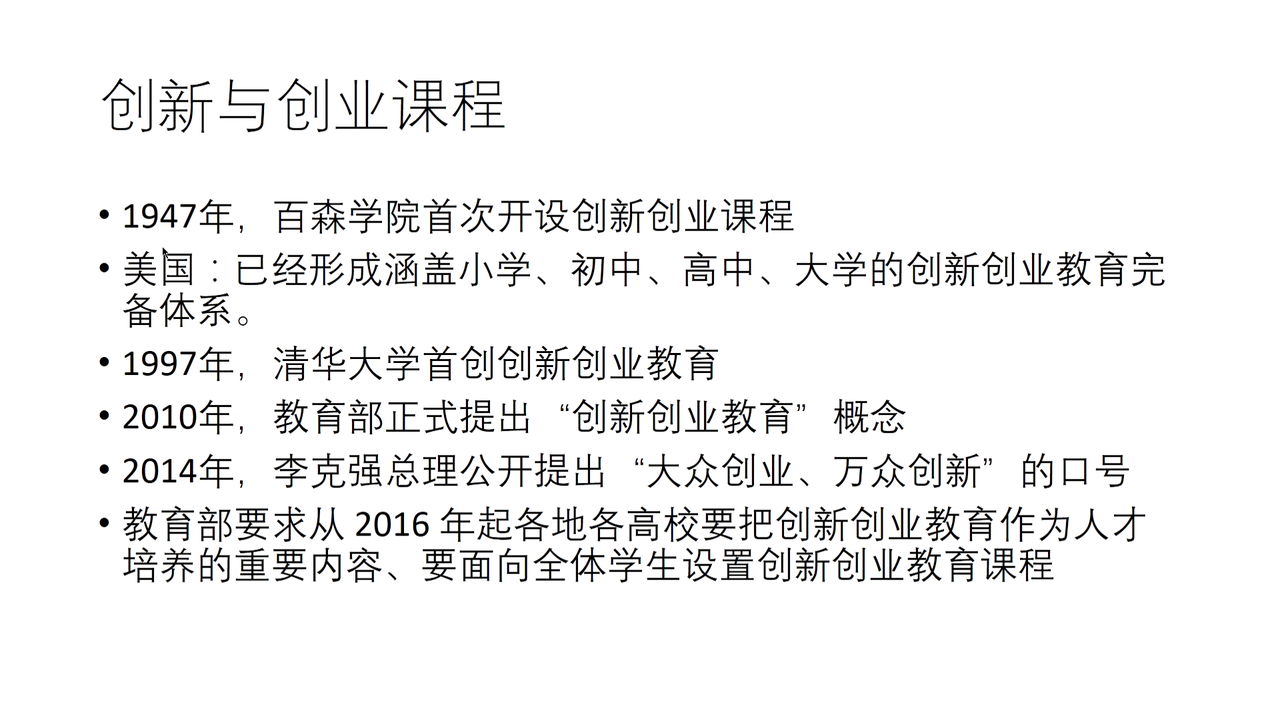 创新与创业课程
• 1947年，百森学院首次开设创新创业课程
• 美国：已经形成涵盖小学、初中、高中、大学的创新创业教育完
备体系。
• 1997年，清华大学首创创新创业教育
• 2010年，教育部正式提出“创新创业教育”概念
• 2014年，李克强总理公开提出“大众创业、万众创新”的口号
• 教育部要求从 2016 年起各地各高校要把创新创业教育作为人才
培养的重要内容、要面向全体学生设置创新创业教育课程